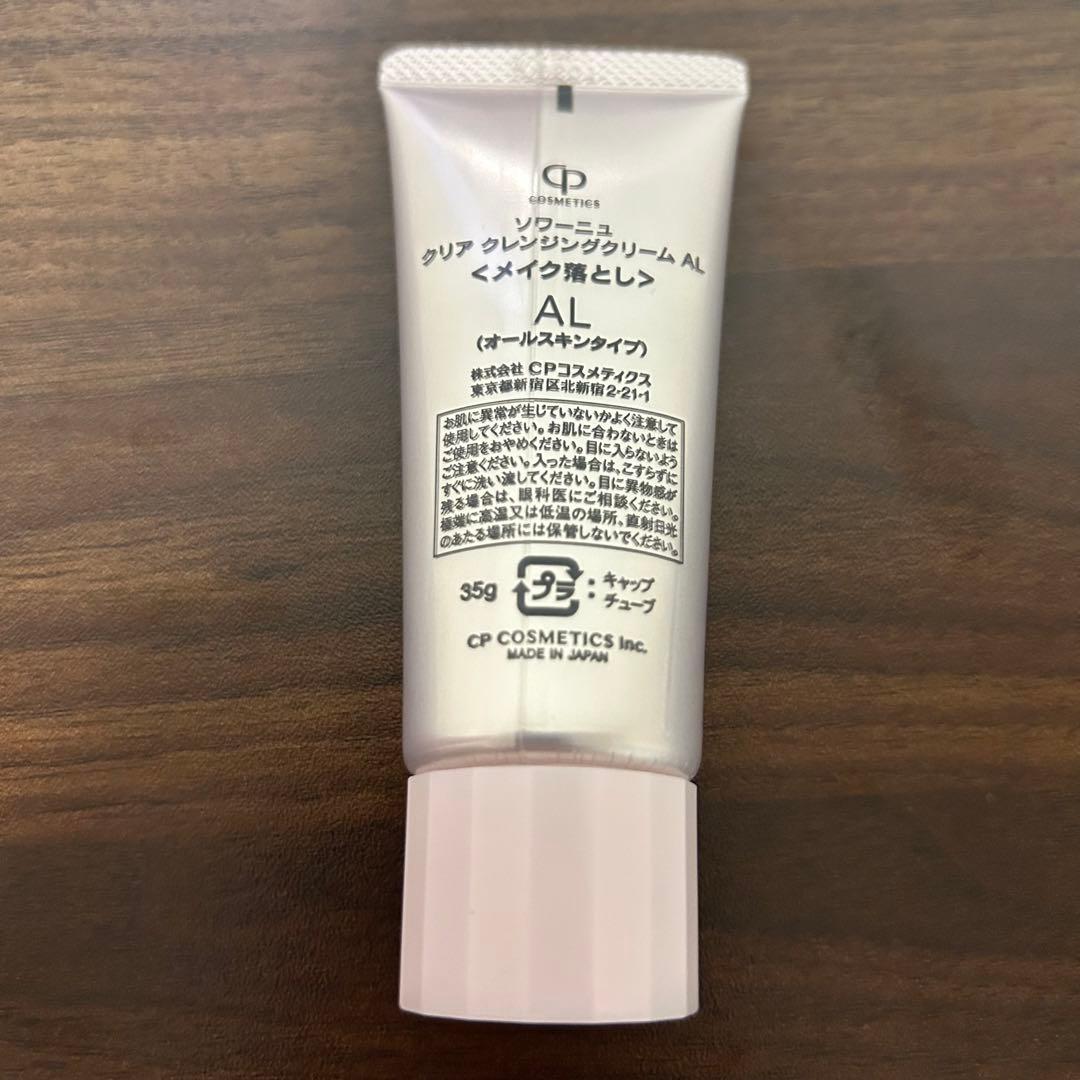 CP
COSMETICS
ソワーニュ
クリア クレンジングクリーム AL
<メイク落とし>
AL
(オールスキンタイプ)
株式会社 CPコスメティクス
東京都新宿区北新宿2-21-1
お肌に異常が生じていないかよく注意して
使用してください。お肌に合わないときは
ご使用をおやめください。目に入らないよう
ご注意ください。入った場合は、こすらずに
すぐに洗い流してください。目に異物感が
残る場合は、眼科医にご相談ください。
極端に高温又は低温の場所、直射日光
のあたる場所には保管しないでください。
35g プラ : キャップ
チューブ
CP COSMETICS Inc.
MADE IN JAPAN